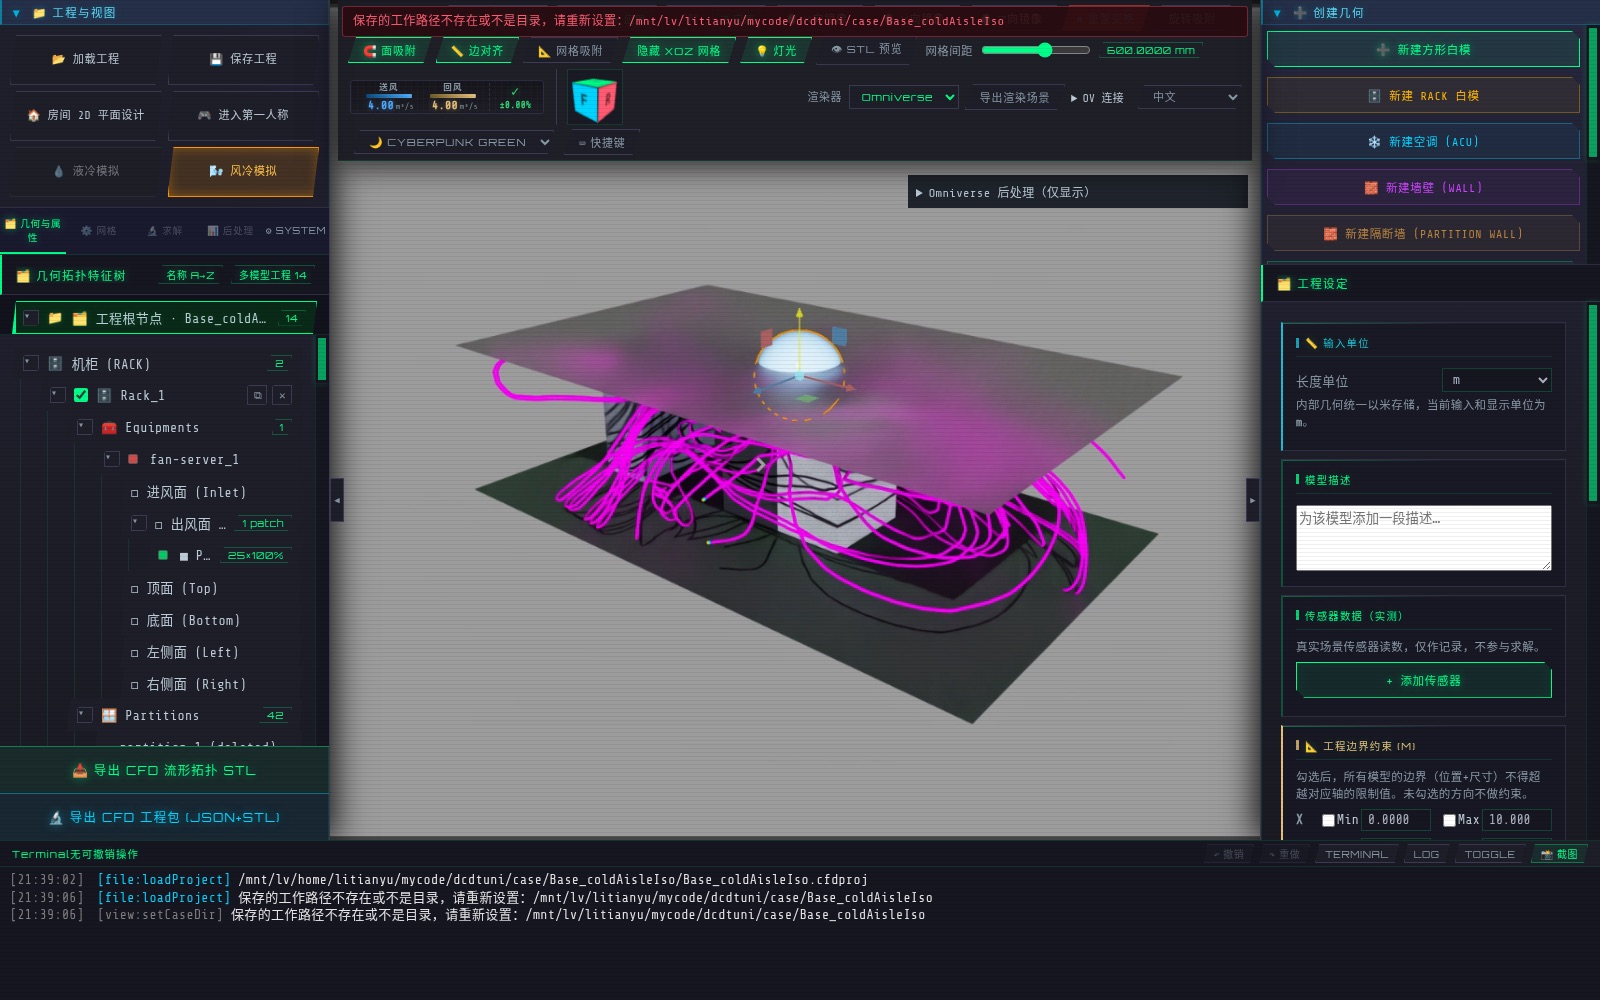 工程与视图
保存的工作路径不存在或不是目录，请重新设置：/mnt/lv/litianyu/mycode/dcdtuni/case/Base_coldAisleIso
创建几何
加载工程
保存工程
房间 2D 平面设计
进入第一人称
液冷模拟
风冷模拟
面吸附
边对齐
网格吸附
隐藏 XOZ 网格
灯光
STL 预览
网格间距
600.0000 mm
送风
4.00 m³/s
回风
4.00 m³/s
✓
±0.00%
F
R
渲染器
Omniverse
导出渲染场景
▶ OV 连接
中文
CYBERPUNK GREEN
快捷键
▶ Omniverse 后处理（仅显示）
几何与属性
网格
求解
后处理
SYSTEM
几何拓扑特征树
名称 A→Z
多模型工程 14
工程根节点 · Base_coldA…
14
机柜 (RACK)
2
Rack_1
Equipments
1
fan-server_1
进风面 (Inlet)
出风面 …
1 patch
P…
25×100%
顶面 (Top)
底面 (Bottom)
左侧面 (Left)
右侧面 (Right)
Partitions
42
导出 CFD 流形拓扑 STL
导出 CFD 工程包 (JSON+STL)
新建方形白模
新建 RACK 白模
新建空调 (ACU)
新建墙壁 (WALL)
新建隔断墙 (PARTITION WALL)
工程设定
输入单位
长度单位
m
内部几何统一以米存储，当前输入和显示单位为
m。
模型描述
为该模型添加一段描述…
传感器数据（实测）
真实场景传感器读数，仅作记录，不参与求解。
+ 添加传感器
工程边界约束 (M)
勾选后，所有模型的边界（位置+尺寸）不得超
越对应轴的限制值。未勾选的方向不做约束。
X
Min
0.0000
Max
10.000
Terminal无可撤销操作
撤销
重做
TERMINAL
LOG
TOGGLE
截图
[21:39:02] [file:loadProject] /mnt/lv/home/litianyu/mycode/dcdtuni/case/Base_coldAisleIso/Base_coldAisleIso.cfdproj
[21:39:06] [file:loadProject] 保存的工作路径不存在或不是目录，请重新设置：/mnt/lv/litianyu/mycode/dcdtuni/case/Base_coldAisleIso
[21:39:06] [view:setCaseDir] 保存的工作路径不存在或不是目录，请重新设置：/mnt/lv/litianyu/mycode/dcdtuni/case/Base_coldAisleIso